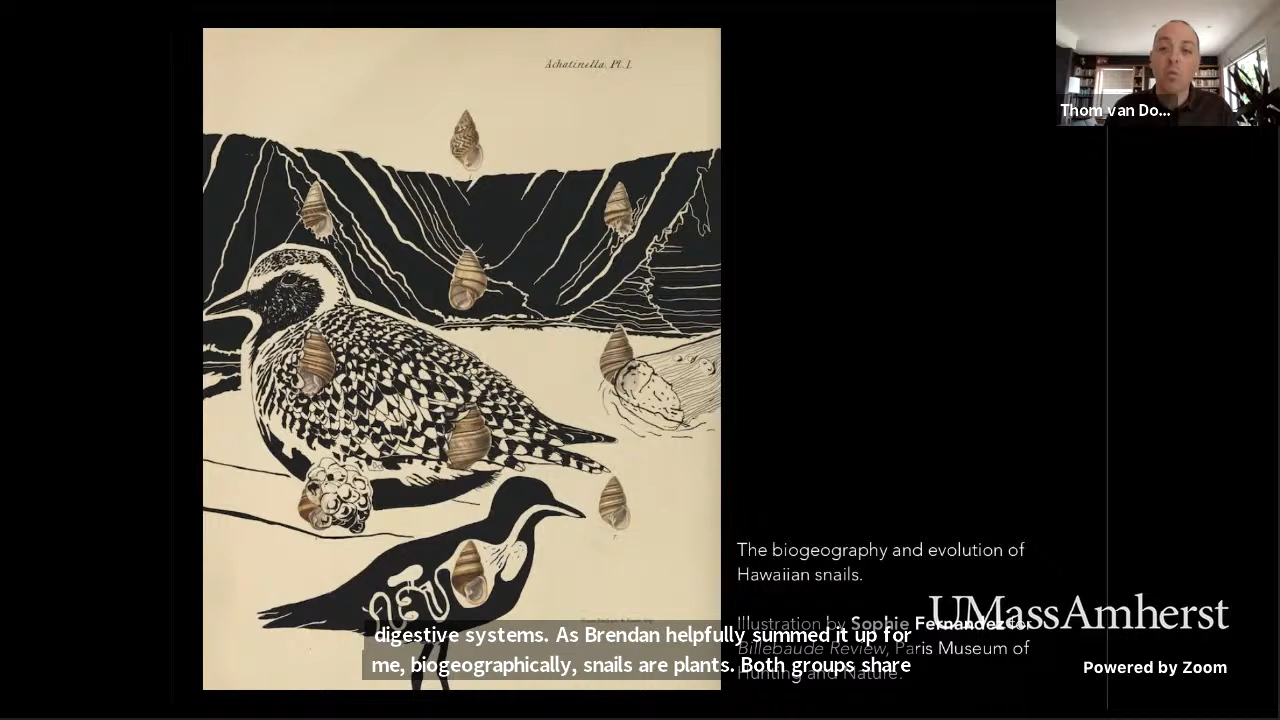 Achatinella. Pl. I.
Thom van Do...
The biogeography and evolution of
Hawaiian snails.
UMassAmherst
Illustration by Sophie Fernandez for
Billebaude Review, Paris Museum of
Hunting and Nature.
digestive systems. As Brendan helpfully summed it up for
me, biogeographically, snails are plants. Both groups share
Powered by Zoom